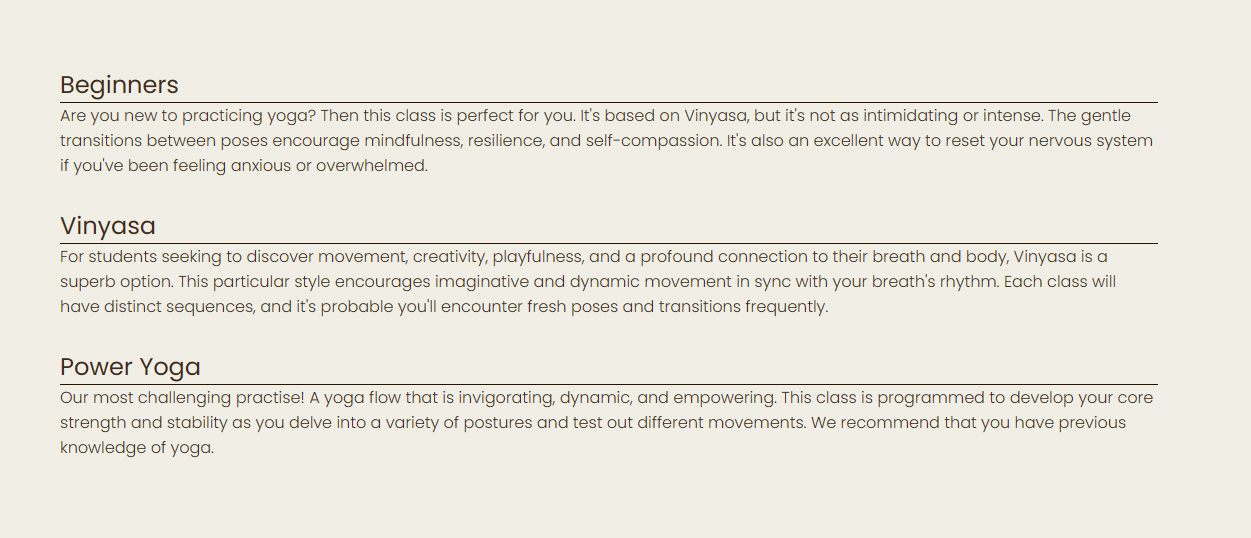 Beginners
Are you new to practicing yoga? Then this class is perfect for you. It's based on Vinyasa, but it's not as intimidating or intense. The gentle
transitions between poses encourage mindfulness, resilience, and self-compassion. It's also an excellent way to reset your nervous system
if you've been feeling anxious or overwhelmed.
Vinyasa
For students seeking to discover movement, creativity, playfulness, and a profound connection to their breath and body, Vinyasa is a
superb option. This particular style encourages imaginative and dynamic movement in sync with your breath's rhythm. Each class will
have distinct sequences, and it's probable you'll encounter fresh poses and transitions frequently.
Power Yoga
Our most challenging practise! A yoga flow that is invigorating, dynamic, and empowering. This class is programmed to develop your core
strength and stability as you delve into a variety of postures and test out different movements. We recommend that you have previous
knowledge of yoga.